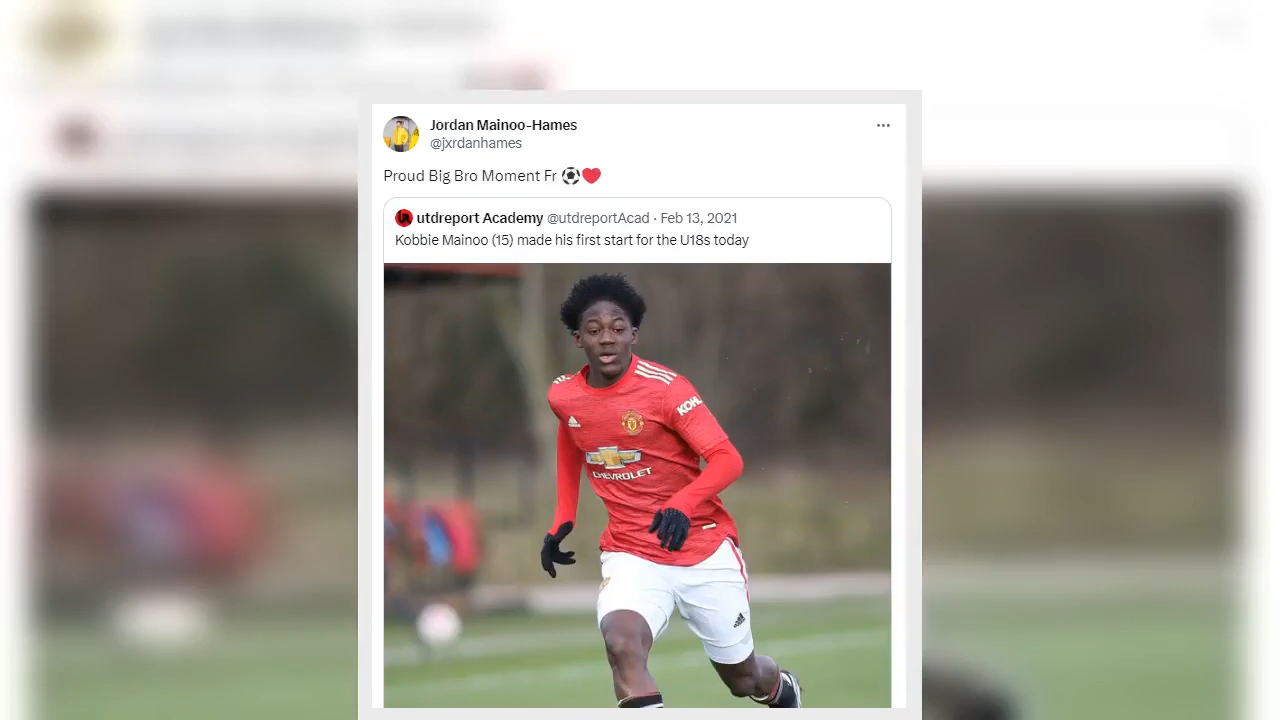 Jordan Mainoo-Hames
@jxrdanhames
Proud Big Bro Moment Fr ⚽❤️
utdreport Academy @utdreportAcad · Feb 13, 2021
Kobbie Mainoo (15) made his first start for the U18s today
KOHL
CHEVROLET